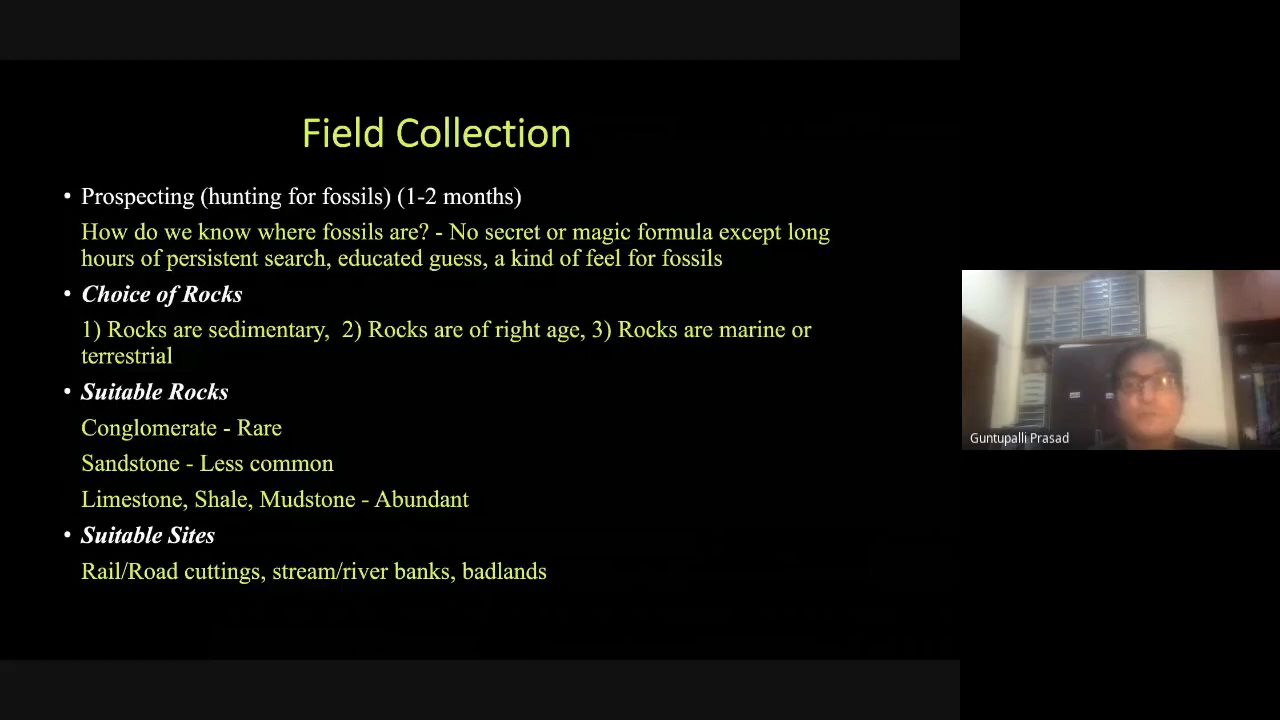 Field Collection
• Prospecting (hunting for fossils) (1-2 months)
How do we know where fossils are? - No secret or magic formula except long
hours of persistent search, educated guess, a kind of feel for fossils
• Choice of Rocks
1) Rocks are sedimentary, 2) Rocks are of right age, 3) Rocks are marine or
terrestrial
• Suitable Rocks
Conglomerate - Rare
Sandstone - Less common
Limestone, Shale, Mudstone - Abundant
• Suitable Sites
Rail/Road cuttings, stream/river banks, badlands
Guntupalli Prasad